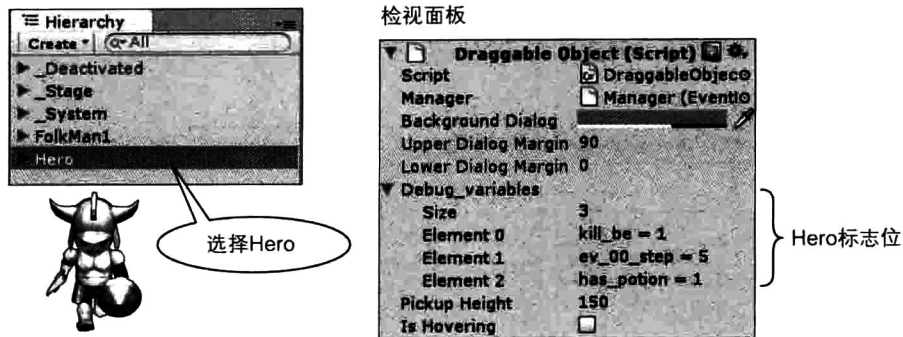 Hierarchy
Create All
_Deactivated
_Stage
_System
FolkMan1
Hero
选择Hero
检视面板
Draggable Object (Script)
Script DraggableObjec
Manager Manager (Eventl
Background Dialog
Upper Dialog Margin 90
Lower Dialog Margin 0
Debug_variables
Size 3
Element 0 kill_be = 1
Element 1 ev_00_step = 5
Element 2 has_potion = 1
Pickup Height 150
Is Hovering
Hero标志位